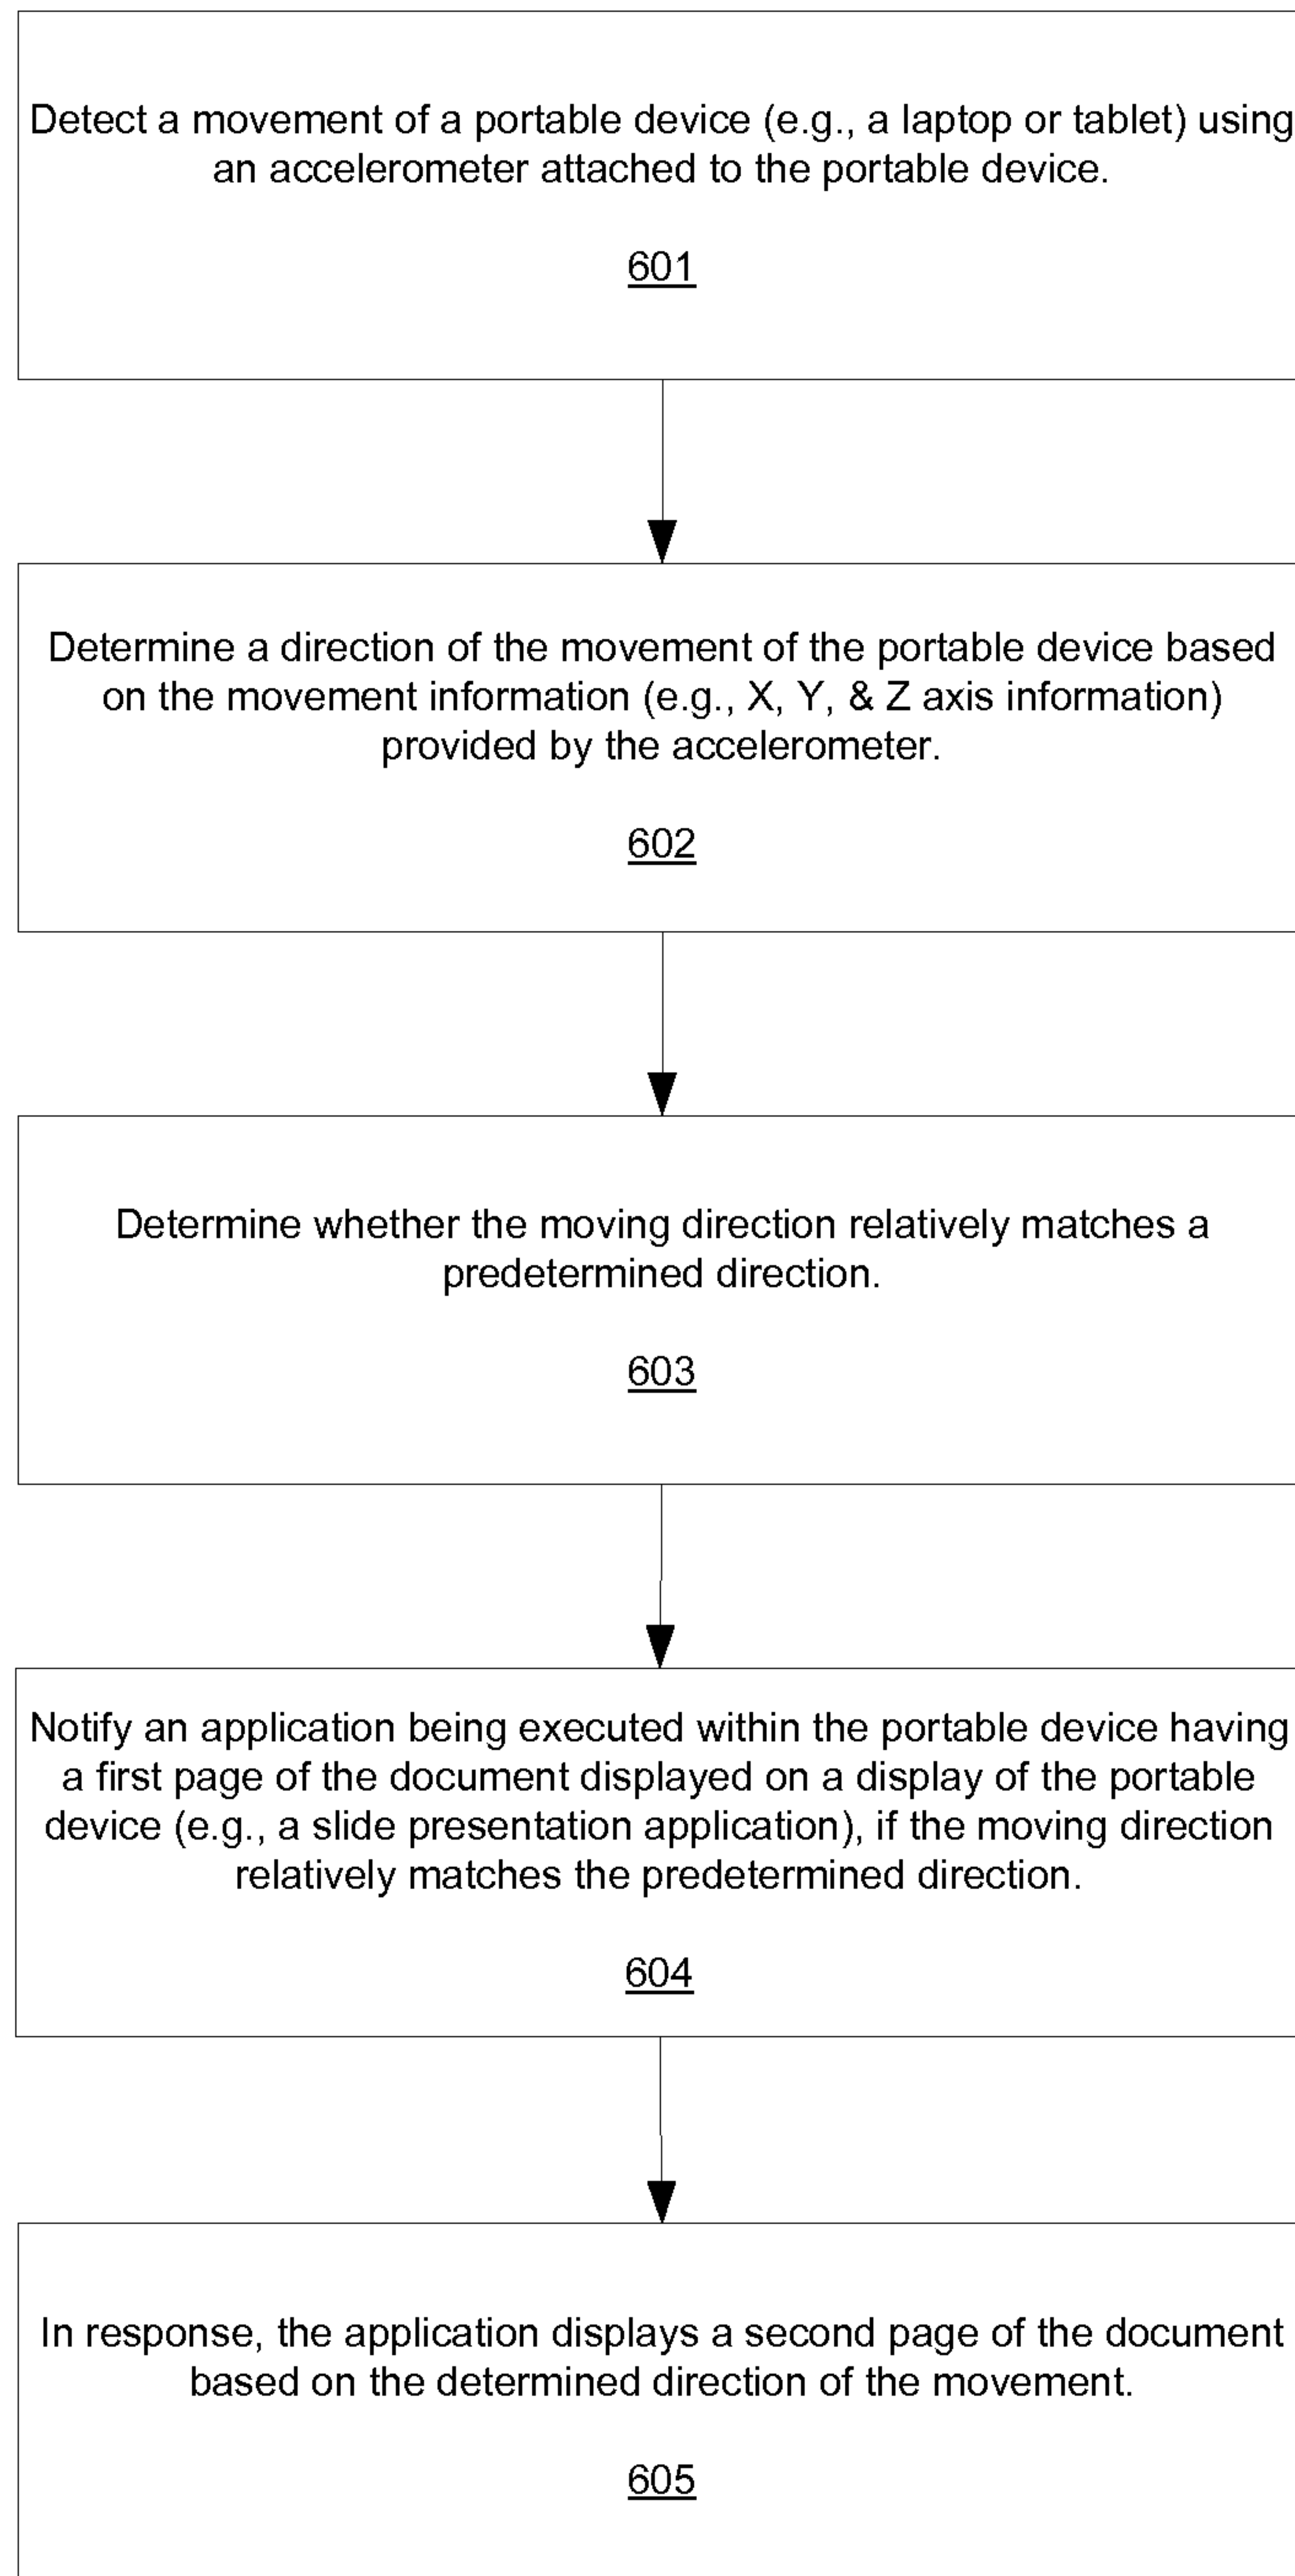 Detect a movement of a portable device (e.g., a laptop or tablet) using
an accelerometer attached to the portable device.
601
Determine a direction of the movement of the portable device based
on the movement information (e.g., X, Y, & Z axis information)
provided by the accelerometer.
602
Determine whether the moving direction relatively matches a
predetermined direction.
603
Notify an application being executed within the portable device having
a first page of the document displayed on a display of the portable
device (e.g., a slide presentation application), if the moving direction
relatively matches the predetermined direction.
604
In response, the application displays a second page of the document
based on the determined direction of the movement.
605